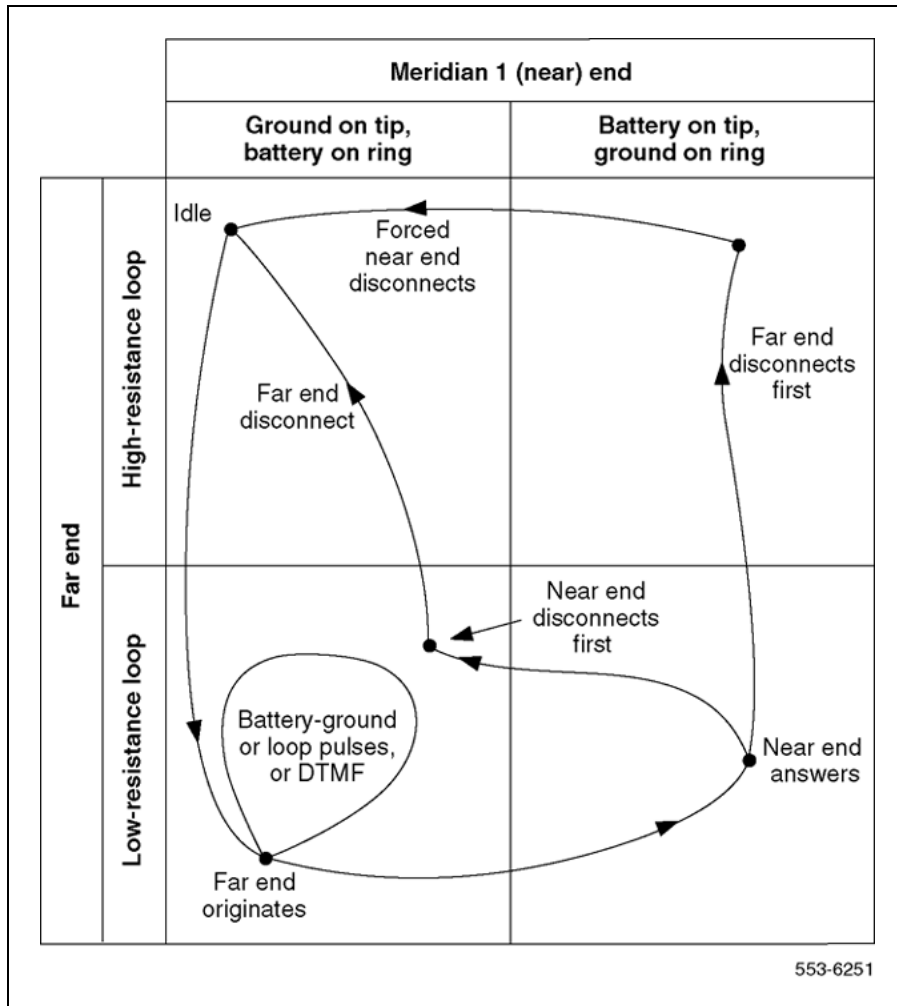 Meridian 1 (near) end
Ground on tip,
battery on ring
Battery on tip,
ground on ring
Far end
High-resistance loop
Low-resistance loop
Idle
Forced
near end
disconnects
Far end
disconnects
first
Far end
disconnect
Near end
disconnects
first
Battery-ground
or loop pulses,
or DTMF
Near end
answers
Far end
originates
553-6251